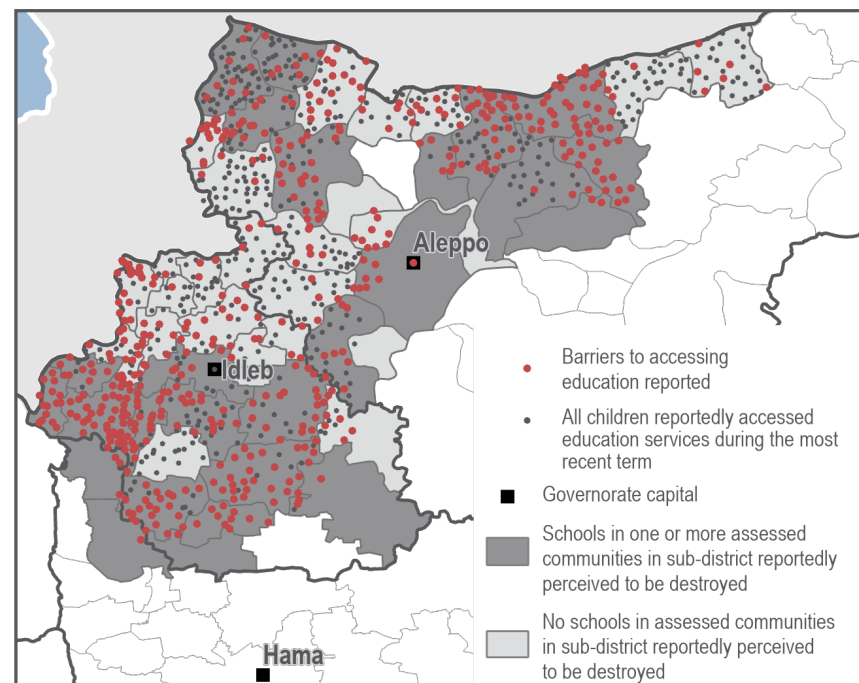 Aleppo
Idleb
Hama
Barriers to accessing
education reported
All children reportedly accessed
education services during the most
recent term
Governorate capital
Schools in one or more assessed
communities in sub-district reportedly
perceived to be destroyed
No schools in assessed communities
in sub-district reportedly perceived
to be destroyed